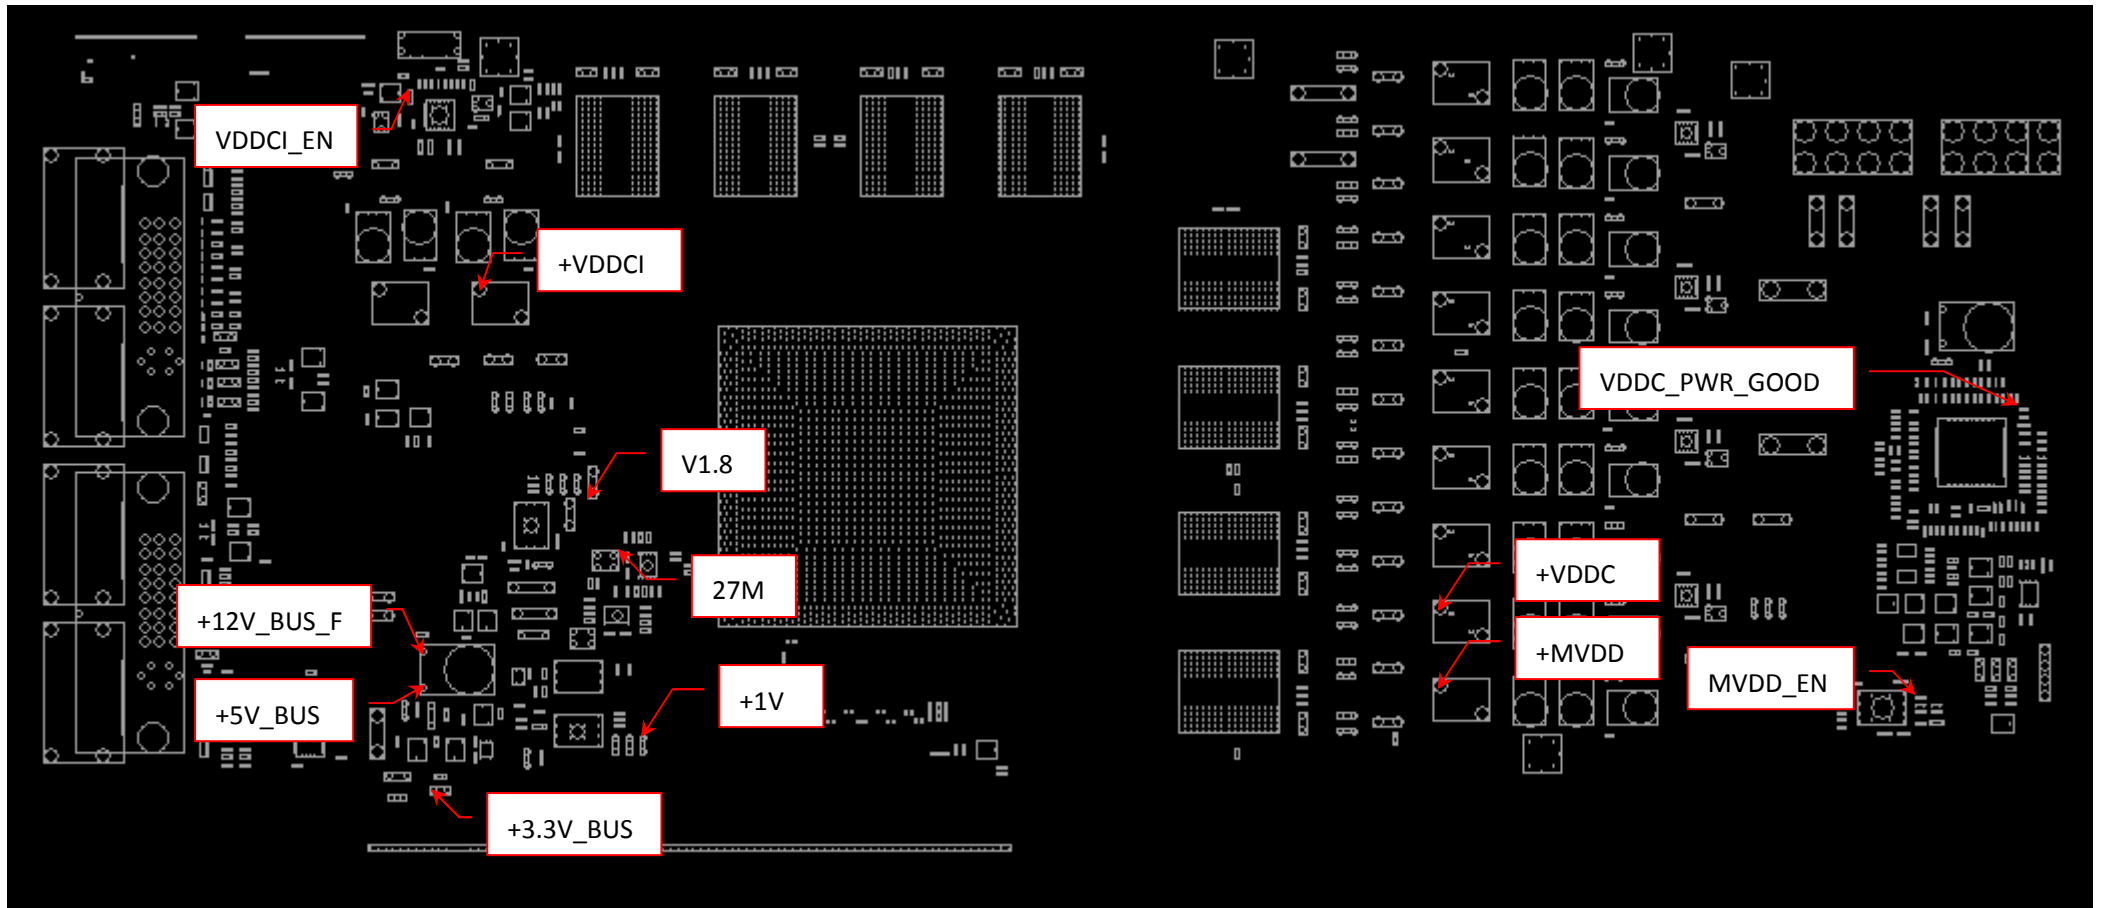 VDDCI_EN
+VDDCI
VDDC_PWR_GOOD
V1.8
27M
+VDDC
+12V_BUS_F
+MVDD
MVDD_EN
+5V_BUS
+1V
+3.3V_BUS